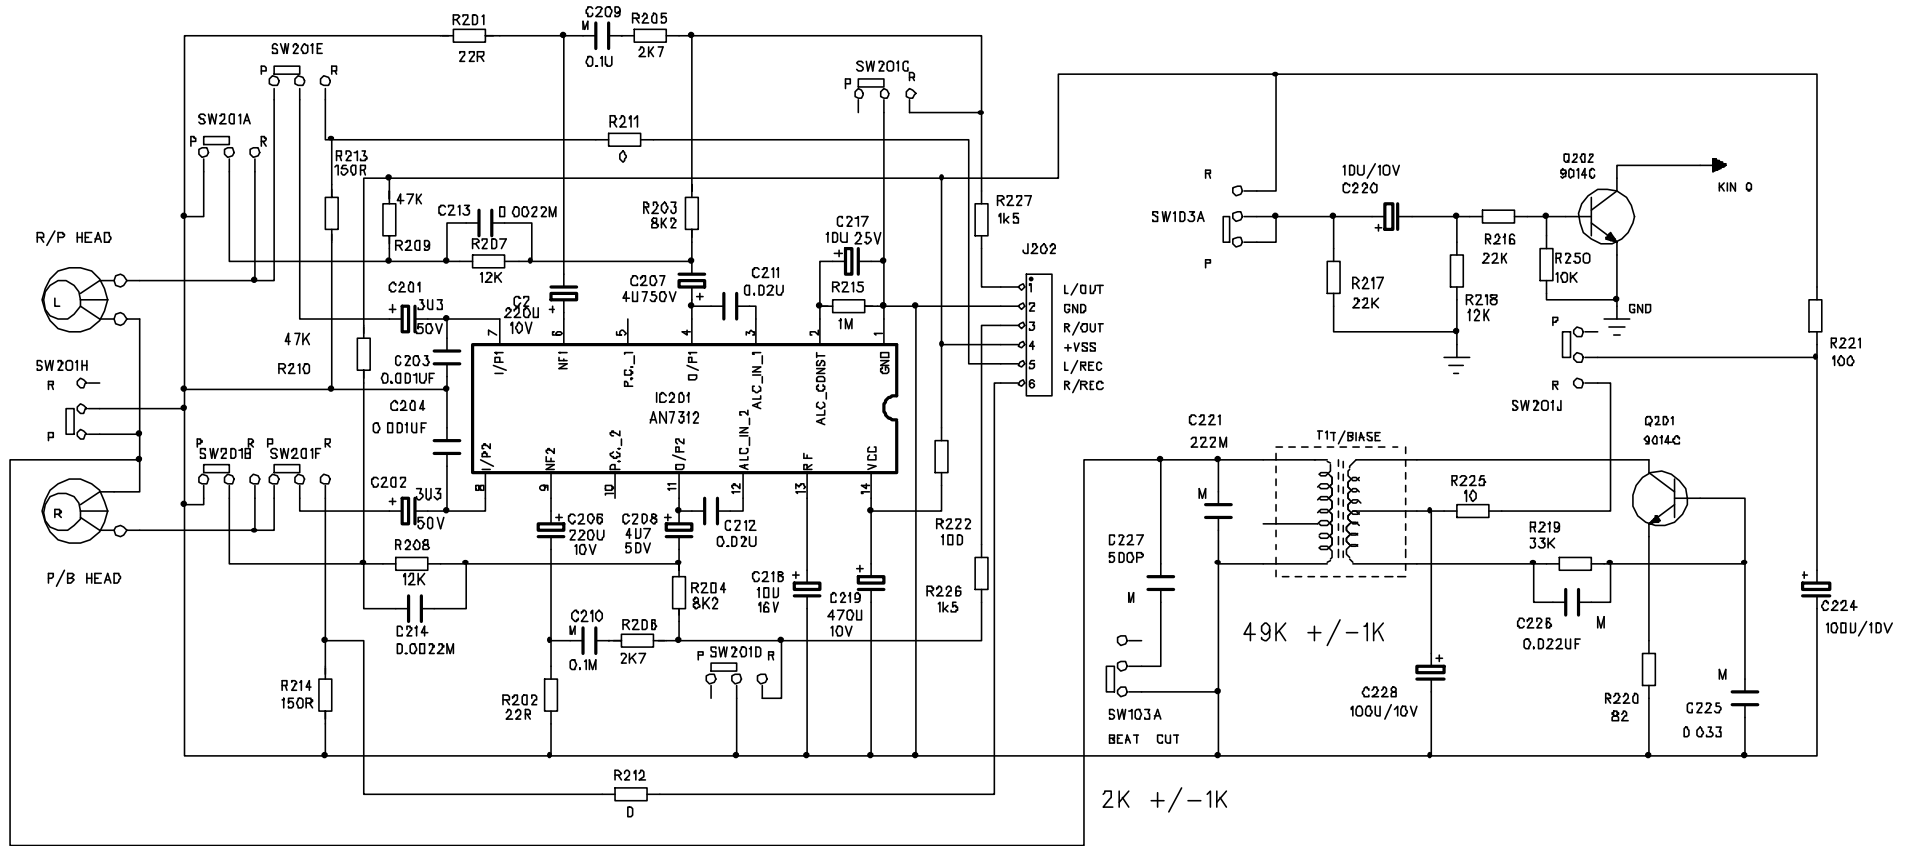 R/P HEAD
L
SW201H
R
P
R
P/B HEAD
SW201E
P
R
SW201A
P
R
R201
22R
C209
M
0.1U
R205
2K7
SW201C
P
R
R211
0
R213
150R
47K
R209
C213
0.0022M
R207
12K
R203
8K2
C217
10U 25V
R227
1k5
J202
1 L/OUT
2 GND
3 R/OUT
4 +VSS
5 L/REC
6 R/REC
C201
+
3U3
50V
C2
220U
10V
+
C207
4U750V
+
C211
0.02U
R215
1M
+
47K
R210
C203
0.001UF
C204
0.001UF
7
6
5
4
3
2
1
I/P1
NF1
P.C._1
O/P1
ALC_IN_1
ALC_CONST
GND
IC201
AN7312
I/P2
NF2
P.C._2
O/P2
ALC_IN_2
RF
VCC
8
9
10
11
12
13
14
P
SW201B
R
P
SW201F
R
C202
+
3U3
50V
+
C206
220U
10V
C208
4U7
50V
+
C212
0.02U
R208
12K
C214
0.0022M
C210
M
0.1M
R206
2K7
R204
8K2
C218
10U
16V
+
C219
470U
10V
+
R222
100
R226
1k5
P
SW201D
R
R214
150R
R202
22R
R212
0
R
SW103A
P
10U/10V
C220
+
Q202
9014C
KIN 0
R217
22K
R218
12K
R216
22K
R250
10K
GND
P
R
SW201J
R221
100
C221
222M
M
T1T/BIASE
R225
10
Q201
9014C
R219
33K
C226
0.022UF
M
C227
500P
M
49K +/-1K
SW103A
BEAT CUT
+
C228
100U/10V
R220
82
M
C225
0.033
+
C224
100U/10V
2K +/-1K